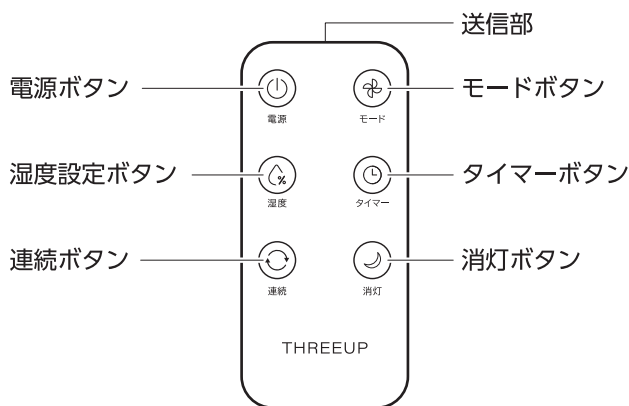 送信部
電源ボタン
モードボタン
電源
モード
湿度設定ボタン
タイマーボタン
%
湿度
タイマー
連続ボタン
消灯ボタン
連続
消灯
THREEUP